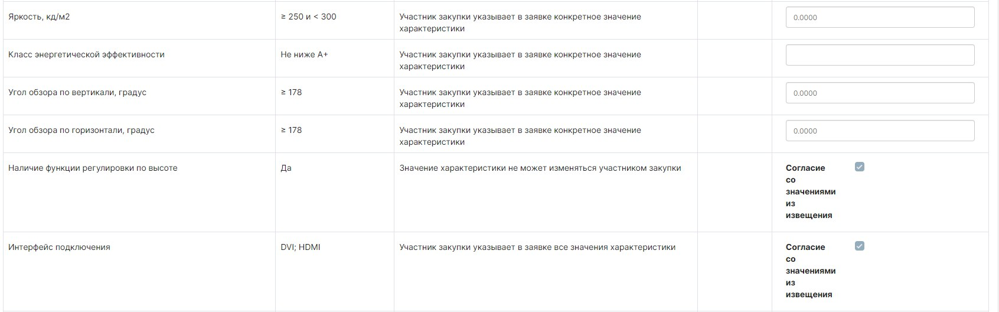 Яркость, кд/м2
≥ 250 и < 300
Участник закупки указывает в заявке конкретное значение
характеристики
0.0000
Класс энергетической эффективности
Не ниже A+
Участник закупки указывает в заявке конкретное значение
характеристики
Угол обзора по вертикали, градус
≥ 178
Участник закупки указывает в заявке конкретное значение
характеристики
0.0000
Угол обзора по горизонтали, градус
≥ 178
Участник закупки указывает в заявке конкретное значение
характеристики
0.0000
Наличие функции регулировки по высоте
Да
Значение характеристики не может изменяться участником закупки
Согласие
со
значениями
из
извещения
Интерфейс подключения
DVI; HDMI
Участник закупки указывает в заявке все значения характеристики
Согласие
со
значениями
из
извещения